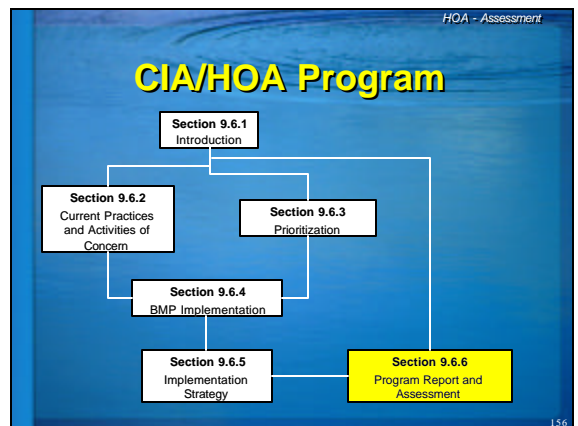 HOA - Assessment
CIA/HOA Program
Section 9.6.1
Introduction
Section 9.6.2
Current Practices
and Activities of
Concern
Section 9.6.3
Prioritization
Section 9.6.4
BMP Implementation
Section 9.6.5
Implementation
Strategy
Section 9.6.6
Program Report and
Assessment
156